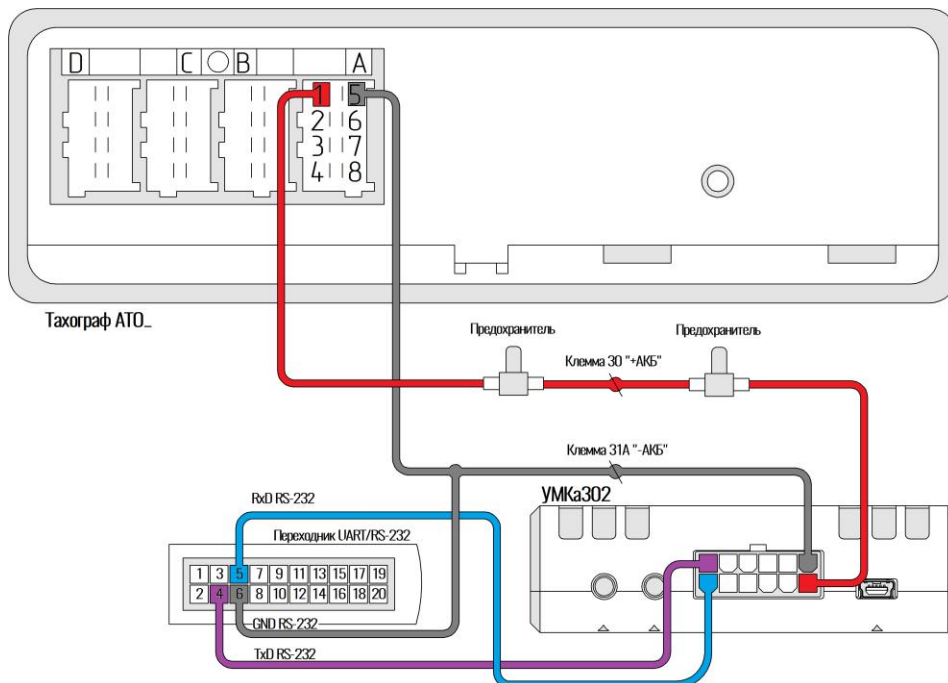 D C B A
1 5
2 6
3 7
4 8
Тахограф АТО_
Предохранитель
Предохранитель
Клемма 30 "+АКБ"
Клемма 31А "-АКБ"
УМКа302
RxD RS-232
Переходник UART/RS-232
1 3 5 7 9 11 13 15 17 19
2 4 6 8 10 12 14 16 18 20
GND RS-232
TxD RS-232